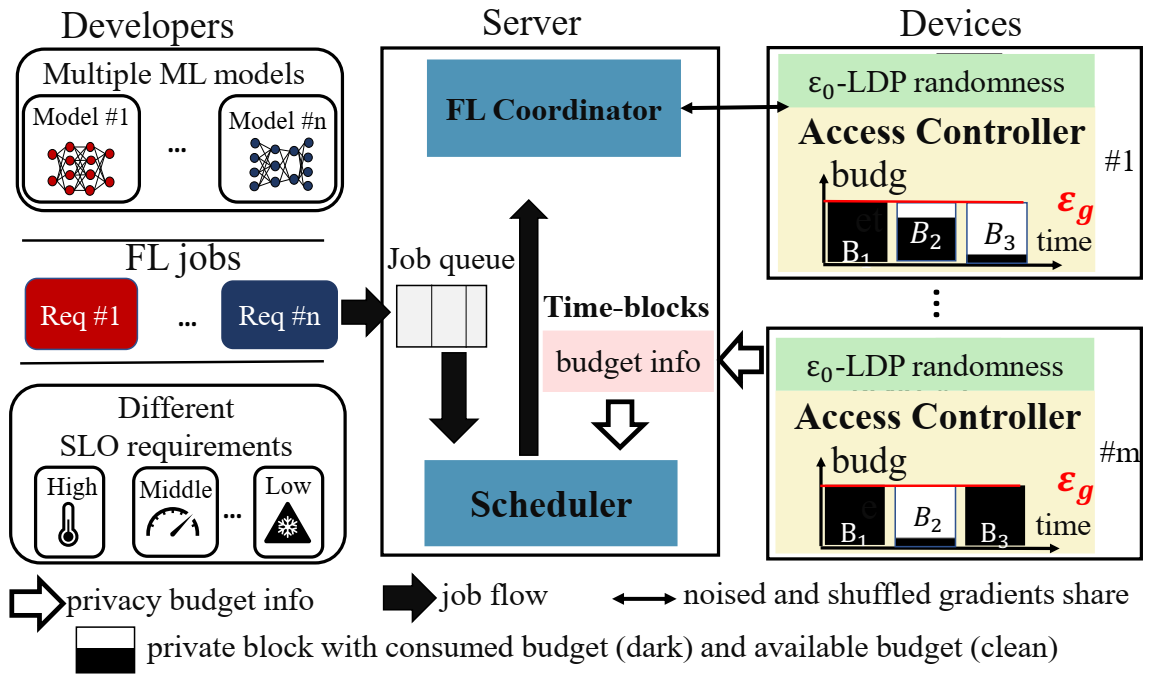 Developers
Multiple ML models
Model #1
...
Model #n
FL jobs
Req #1
...
Req #n
Different
SLO requirements
High
Middle
...
Low
Server
FL Coordinator
Job queue
Time-blocks
budget info
Scheduler
Devices
ε₀-LDP randomness
Access Controller
budg
et
ε_g
B₁
B₂
B₃
time
#1
...
ε₀-LDP randomness
Access Controller
budg
e
ε_g
B₁
B₂
B₃
time
#m
privacy budget info
job flow
noised and shuffled gradients share
private block with consumed budget (dark) and available budget (clean)